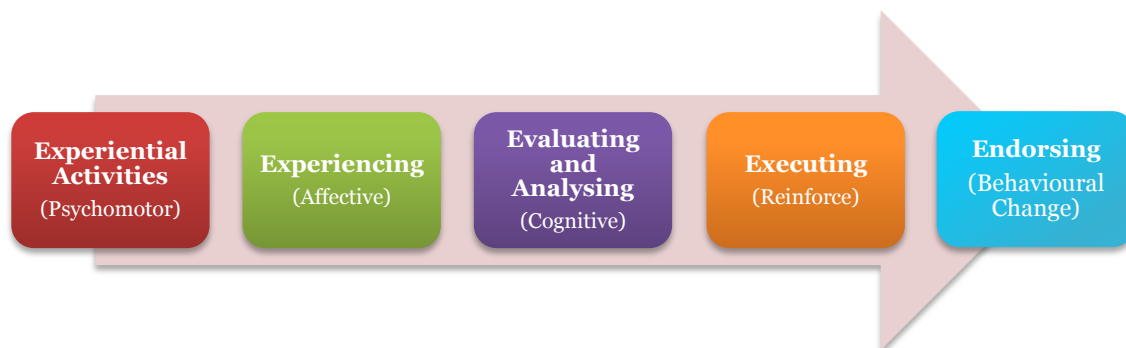 Experiential
Activities
(Psychomotor)
Experiencing
(Affective)
Evaluating
and
Analysing
(Cognitive)
Executing
(Reinforce)
Endorsing
(Behavioural
Change)